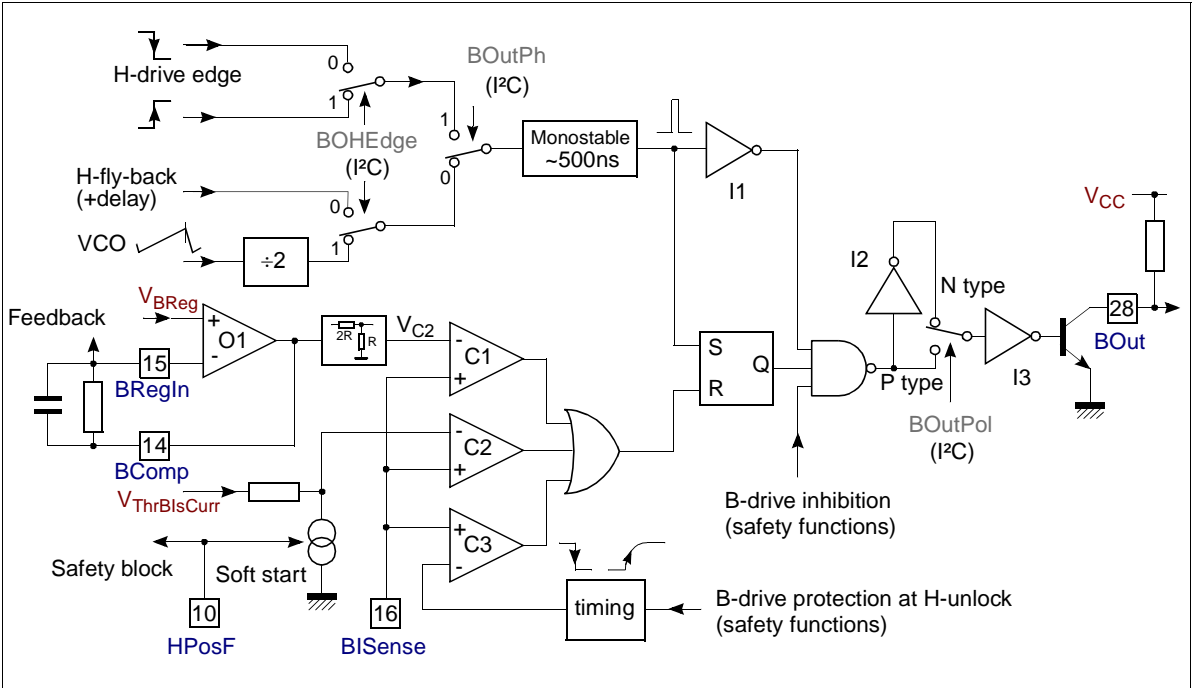 H-drive edge
0
1
BOHEdge
(I²C)
BOutPh
(I²C)
1
0
Monostable
~500ns
I1
H-fly-back
(+delay)
0
1
VCO
÷2
VCC
I2
N type
P type
I3
28
BOut
BOutPol
(I²C)
VBReg
Feedback
+
-
O1
15
BRegIn
14
BComp
2R
R
VC2
-
+
C1
-
+
C2
+
-
C3
S
R
Q
VThrBIsCurr
Safety block
Soft start
10
HPosF
16
BISense
timing
B-drive inhibition
(safety functions)
B-drive protection at H-unlock
(safety functions)